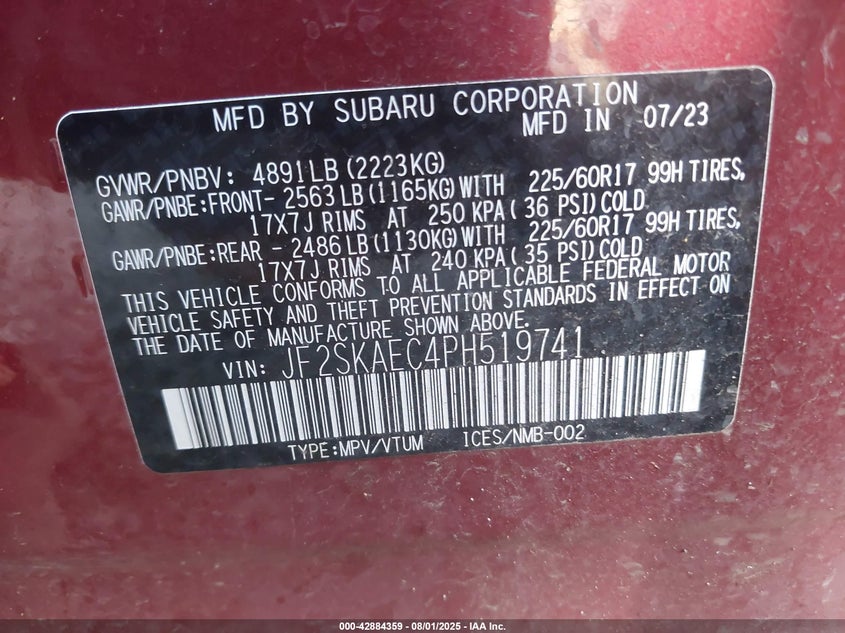 MFD BY SUBARU CORPORATION
MFD IN 07/23
GVWR/PNBV: 4891LB (2223KG)
GAWR/PNBE:FRONT- 2563LB(1165KG)WITH 225/60R17 99H TIRES,
17X7J RIMS AT 250 KPA( 36 PSI)COLD
GAWR/PNBE:REAR - 2486LB(1130KG)WITH 225/60R17 99H TIRES,
17X7J RIMS AT 240 KPA( 35 PSI)COLD
THIS VEHICLE CONFORMS TO ALL APPLICABLE FEDERAL MOTOR
VEHICLE SAFETY AND THEFT PREVENTION STANDARDS IN EFFECT ON
THE DATE OF MANUFACTURE SHOWN ABOVE.
VIN: JF2SKAEC4PH519741
TYPE:MPV/VTUM ICES/NMB-002
000-42884359 - 08/01/2025 - IAA Inc.